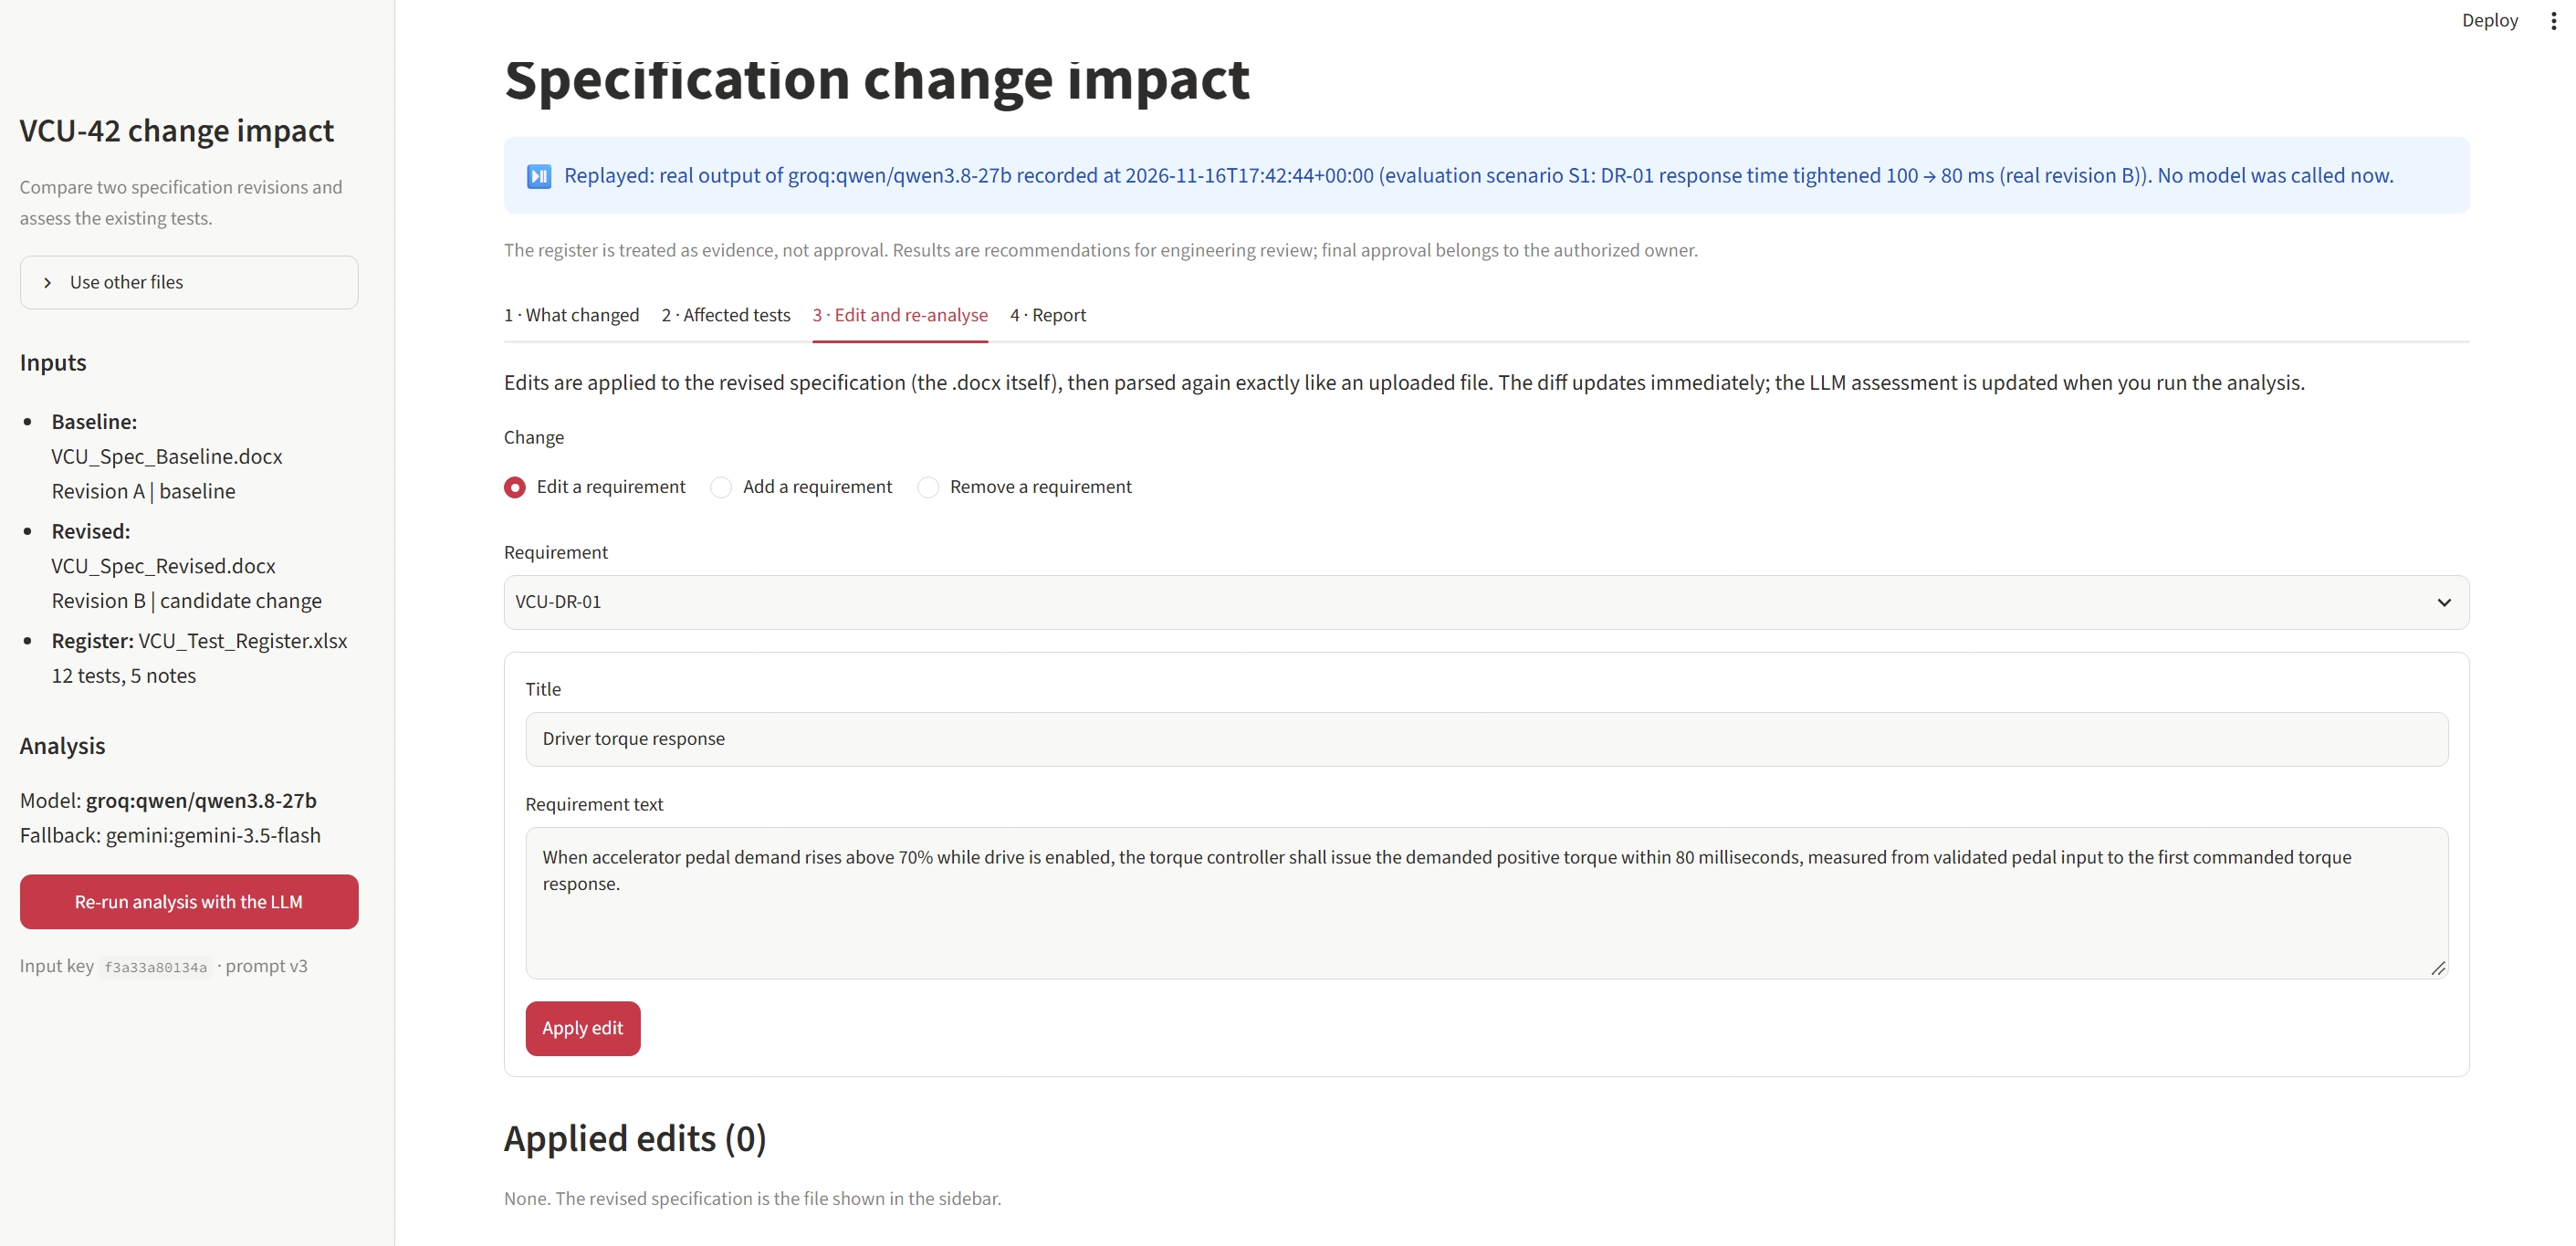 Deploy
VCU-42 change impact
Compare two specification revisions and
assess the existing tests.
Use other files
Inputs
Baseline:
VCU_Spec_Baseline.docx
Revision A | baseline
Revised:
VCU_Spec_Revised.docx
Revision B | candidate change
Register: VCU_Test_Register.xlsx
12 tests, 5 notes
Analysis
Model: groq:qwen/qwen3.8-27b
Fallback: gemini:gemini-3.5-flash
Re-run analysis with the LLM
Input key f3a33a80134a · prompt v3
Specification change impact
Replayed: real output of groq:qwen/qwen3.8-27b recorded at 2026-11-16T17:42:44+00:00 (evaluation scenario S1: DR-01 response time tightened 100 → 80 ms (real revision B)). No model was called now.
The register is treated as evidence, not approval. Results are recommendations for engineering review; final approval belongs to the authorized owner.
1 · What changed 2 · Affected tests 3 · Edit and re-analyse 4 · Report
Edits are applied to the revised specification (the .docx itself), then parsed again exactly like an uploaded file. The diff updates immediately; the LLM assessment is updated when you run the analysis.
Change
Edit a requirement Add a requirement Remove a requirement
Requirement
VCU-DR-01
Title
Driver torque response
Requirement text
When accelerator pedal demand rises above 70% while drive is enabled, the torque controller shall issue the demanded positive torque within 80 milliseconds, measured from validated pedal input to the first commanded torque
response.
Apply edit
Applied edits (0)
None. The revised specification is the file shown in the sidebar.